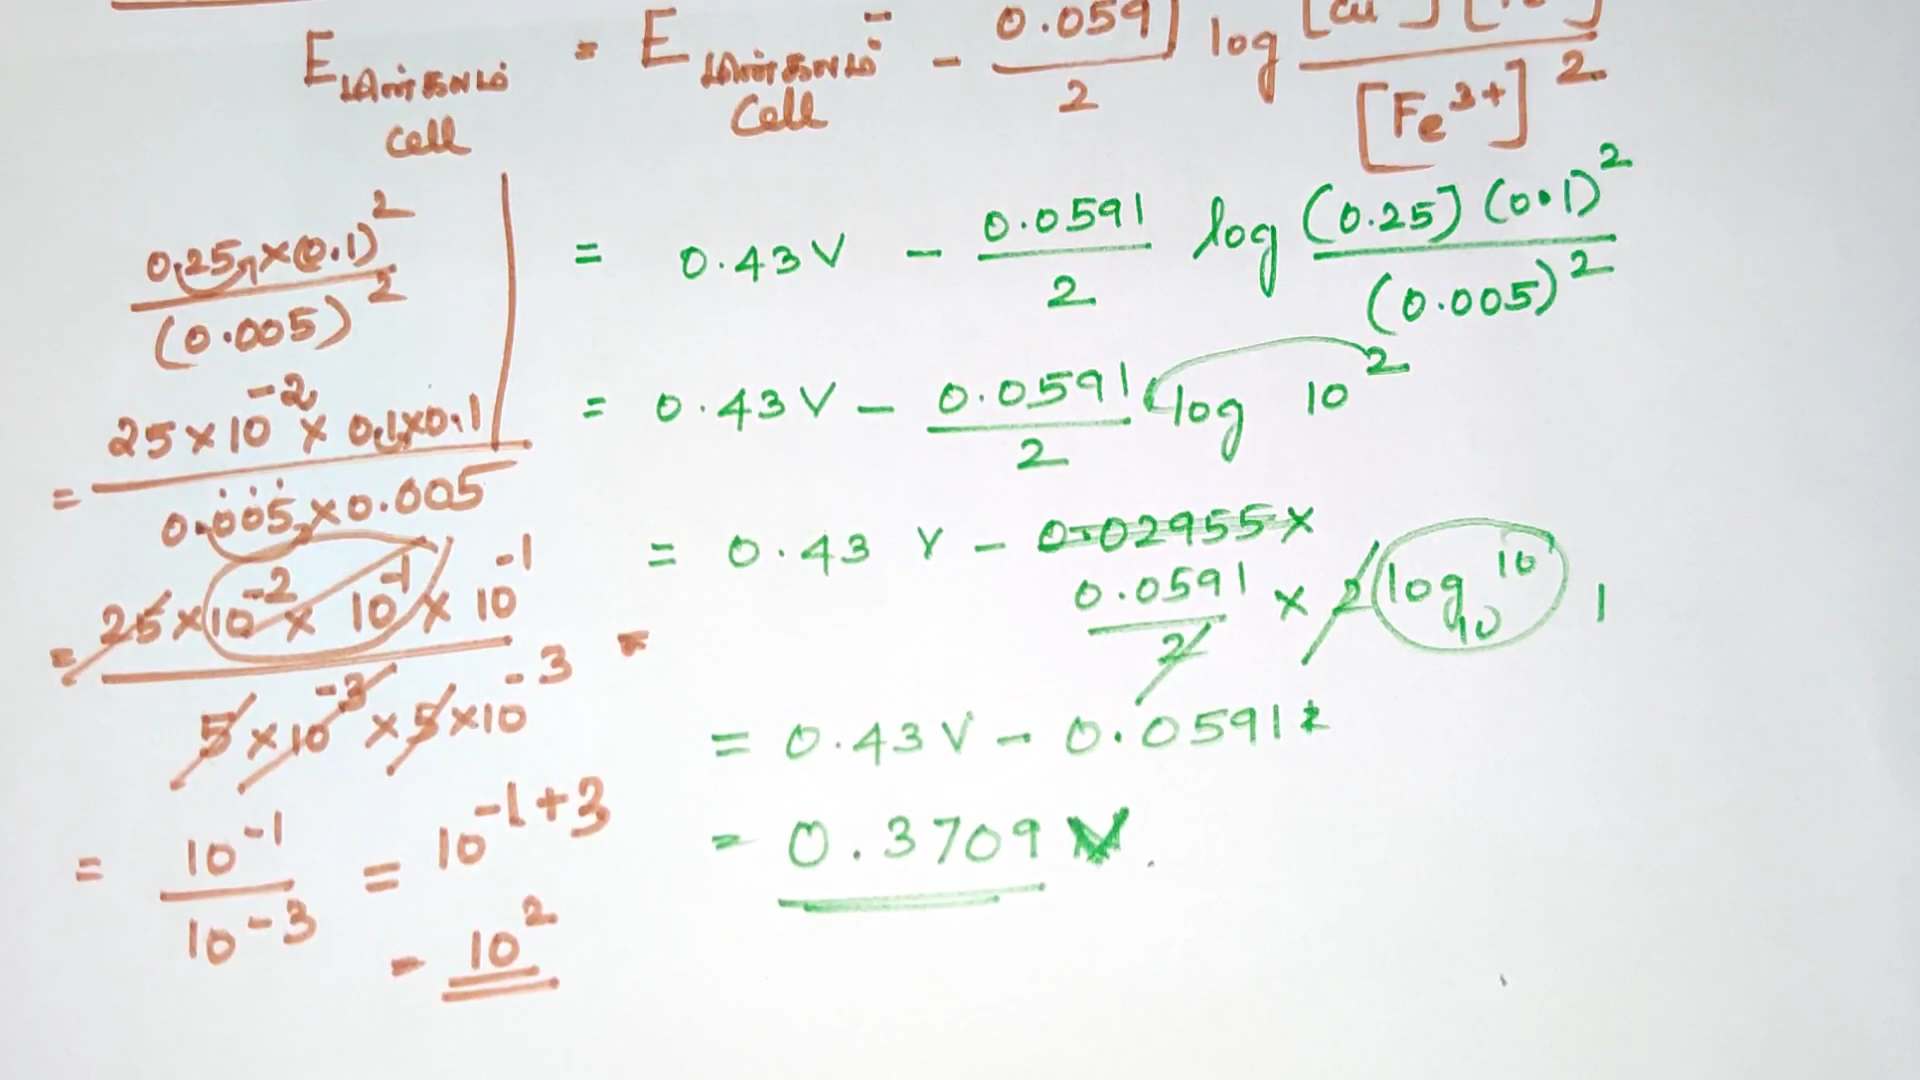 E மின்கலம் cell = E⁻ மின்கலம் cell - 0.0591/2 log [Cu ] [ ]/[Fe³⁺]²
0.25 × (0.1)²/(0.005)²
= 25 × 10⁻² × 0.1 × 0.1/0.005 × 0.005
= 25 × 10⁻² × 10⁻¹ × 10⁻¹/5 × 10⁻³ × 5 × 10⁻³
= 10⁻¹/10⁻³ = 10⁻¹⁺³
= 10²
= 0.43V - 0.0591/2 log (0.25) (0.1)²/(0.005)²
= 0.43V - 0.0591/2 log 10²
= 0.43 V - 0.02955 ×
= 0.0591/2 × 2 log₁₀ 10 1
= 0.43V - 0.0591
= 0.3709 V.